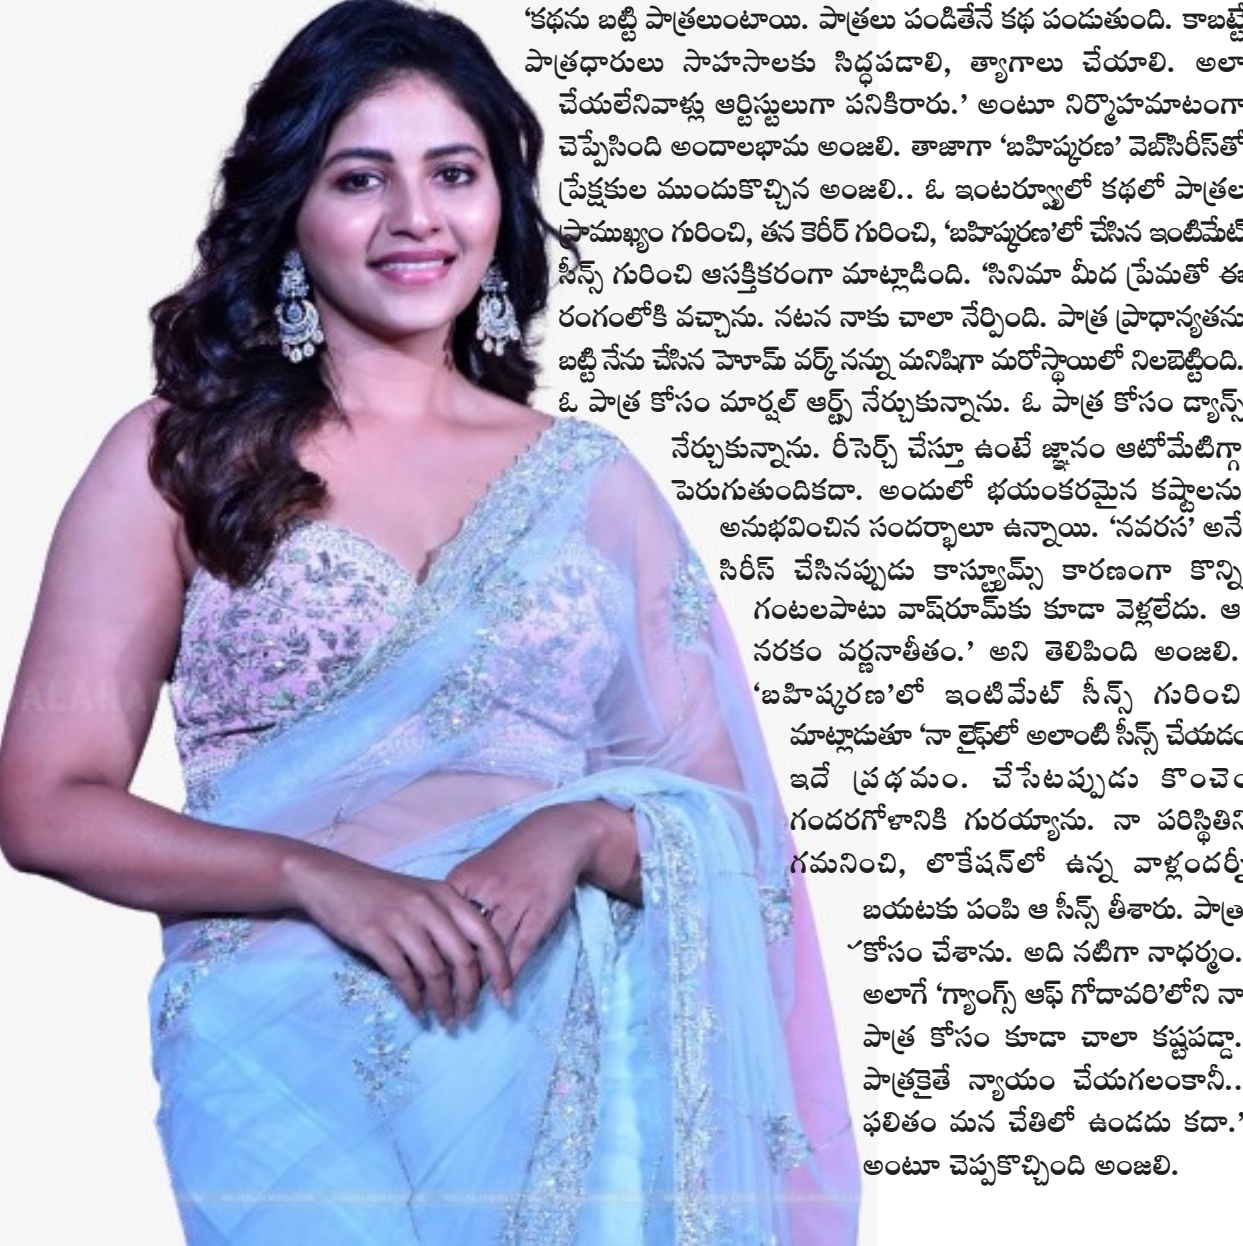 ‘కథను బట్టి పాత్రలుంటాయి. పాత్రలు పండితేనే కథ పండుతుంది. కాబట్టే
పాత్రధారులు సాహసాలకు సిద్ధపడాలి, త్యాగాలు చేయాలి. అలా
చేయలేనివాళ్లు ఆర్టిస్టులుగా పనికిరారు.’ అంటూ నిర్మొహమాటంగా
చెప్పేసింది అందాలభామ అంజలి. తాజాగా ‘బహిష్కరణ’ వెబ్‌సిరీస్‌తో
ప్రేక్షకుల ముందుకొచ్చిన అంజలి.. ఓ ఇంటర్వ్యూలో కథలో పాత్రల
ప్రాముఖ్యం గురించి, తన కెరీర్ గురించి, ‘బహిష్కరణ’లో చేసిన ఇంటిమేట్
సీన్స్ గురించి ఆసక్తికరంగా మాట్లాడింది. ‘సినిమా మీద ప్రేమతో ఈ
రంగంలోకి వచ్చాను. నటన నాకు చాలా నేర్పింది. పాత్ర ప్రాధాన్యతను
బట్టి నేను చేసిన హెూమ్ వర్క్ నన్ను మనిషిగా మరోస్థాయిలో నిలబెట్టింది.
ఓ పాత్ర కోసం మార్షల్ ఆర్ట్స్ నేర్చుకున్నాను. ఓ పాత్ర కోసం డ్యాన్స్
నేర్చుకున్నాను. రీసెర్చ్ చేస్తూ ఉంటే జ్ఞానం ఆటోమేటిగ్గా
పెరుగుతుందికదా. అందులో భయంకరమైన కష్టాలను
అనుభవించిన సందర్భాలూ ఉన్నాయి. ‘నవరస’ అనే
సిరీస్ చేసినప్పుడు కాస్ట్యూమ్స్ కారణంగా కొన్ని
గంటలపాటు వాష్‌రూమ్‌కు కూడా వెళ్లలేదు. ఆ
నరకం వర్ణనాతీతం.’ అని తెలిపింది అంజలి.
‘బహిష్కరణ’లో ఇంటిమేట్ సీన్స్ గురించి
మాట్లాడుతూ ‘నా లైఫ్‌లో అలాంటి సీన్స్ చేయడం
ఇదే ప్రథమం. చేసేటప్పుడు కొంచెం
గందరగోళానికి గురయ్యాను. నా పరిస్థితిని
గమనించి, లొకేషన్‌లో ఉన్న వాళ్లందర్నీ
బయటకు పంపి ఆ సీన్స్ తీశారు. పాత్ర
కోసం చేశాను. అది నటిగా నాధర్మం.
అలాగే ‘గ్యాంగ్స్ ఆఫ్ గోదావరి’లోని నా
పాత్ర కోసం కూడా చాలా కష్టపడ్డా.
పాత్రకైతే న్యాయం చేయగలంకానీ..
ఫలితం మన చేతిలో ఉండదు కదా.’
అంటూ చెప్పకొచ్చింది అంజలి.